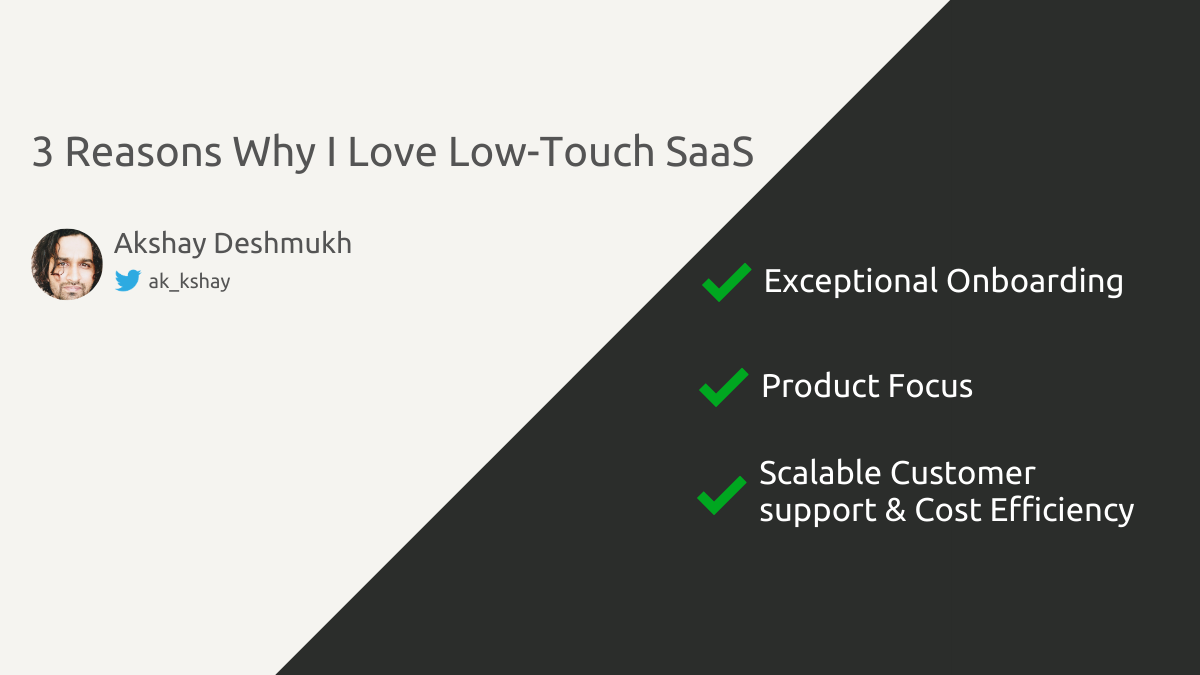 3 Reasons Why I Love Low-Touch SaaS
Akshay Deshmukh
ak_kshay
Exceptional Onboarding
Product Focus
Scalable Customer
support & Cost Efficiency